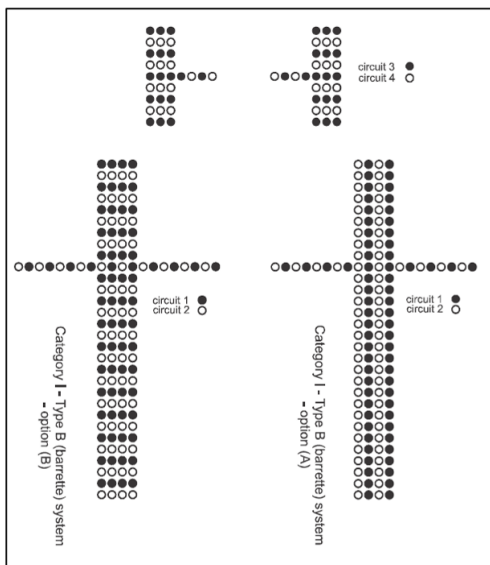 circuit 3
circuit 4
circuit 1
circuit 2
Category I - Type B (barrette) system
- option (B)
circuit 1
circuit 2
Category I - Type B (barrette) system
- option (A)